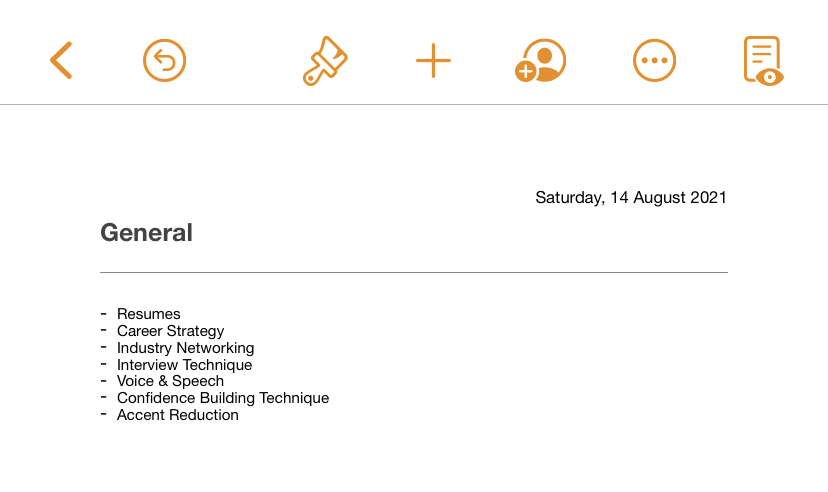 Saturday, 14 August 2021
General
- Resumes
- Career Strategy
- Industry Networking
- Interview Technique
- Voice & Speech
- Confidence Building Technique
- Accent Reduction